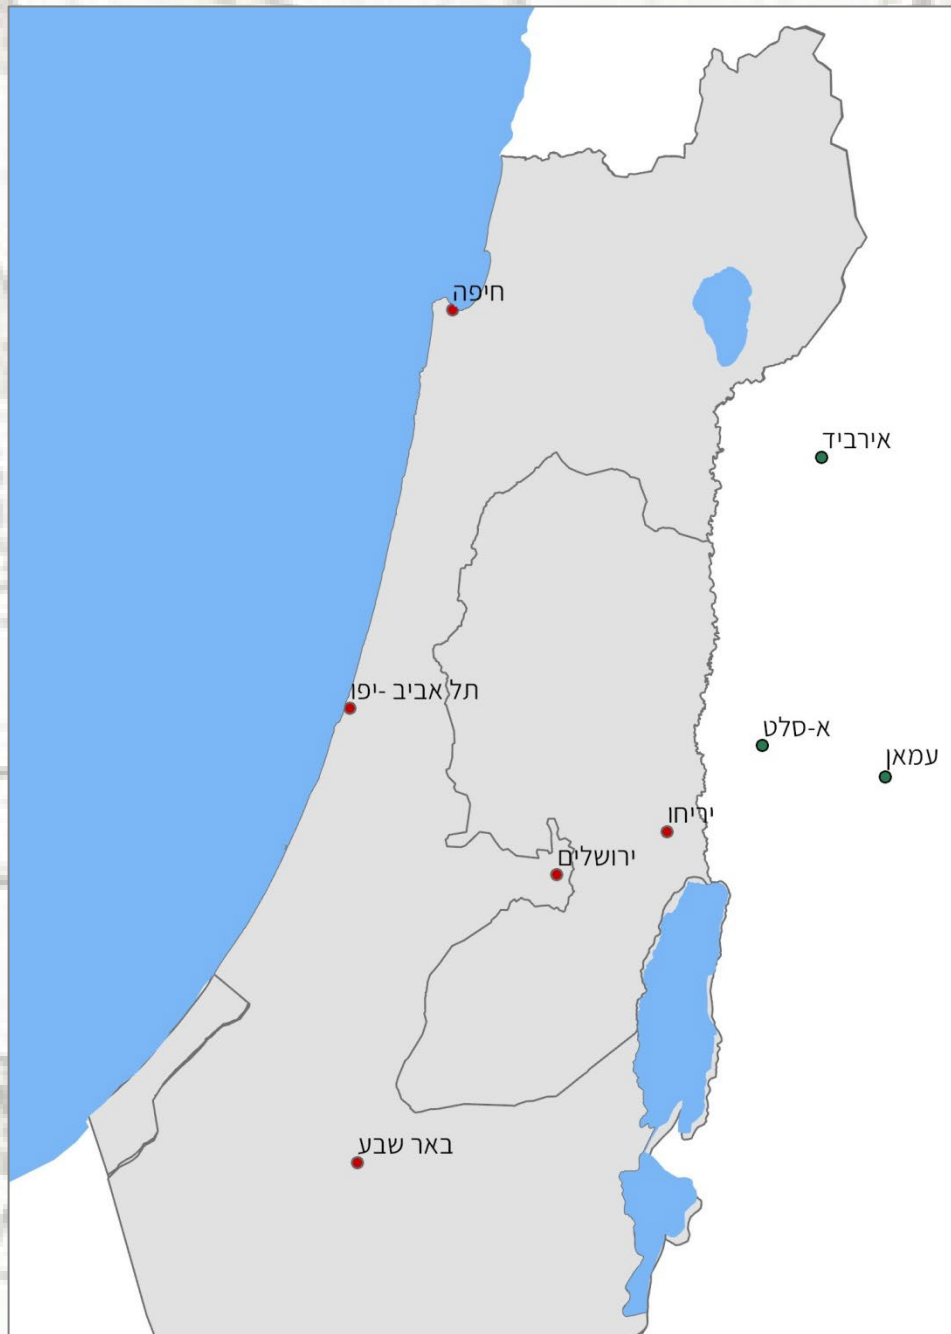 חיפה
אירביד
תל אביב -יפו
א-סלט
עמאן
יריחו
ירושלים
באר שבע